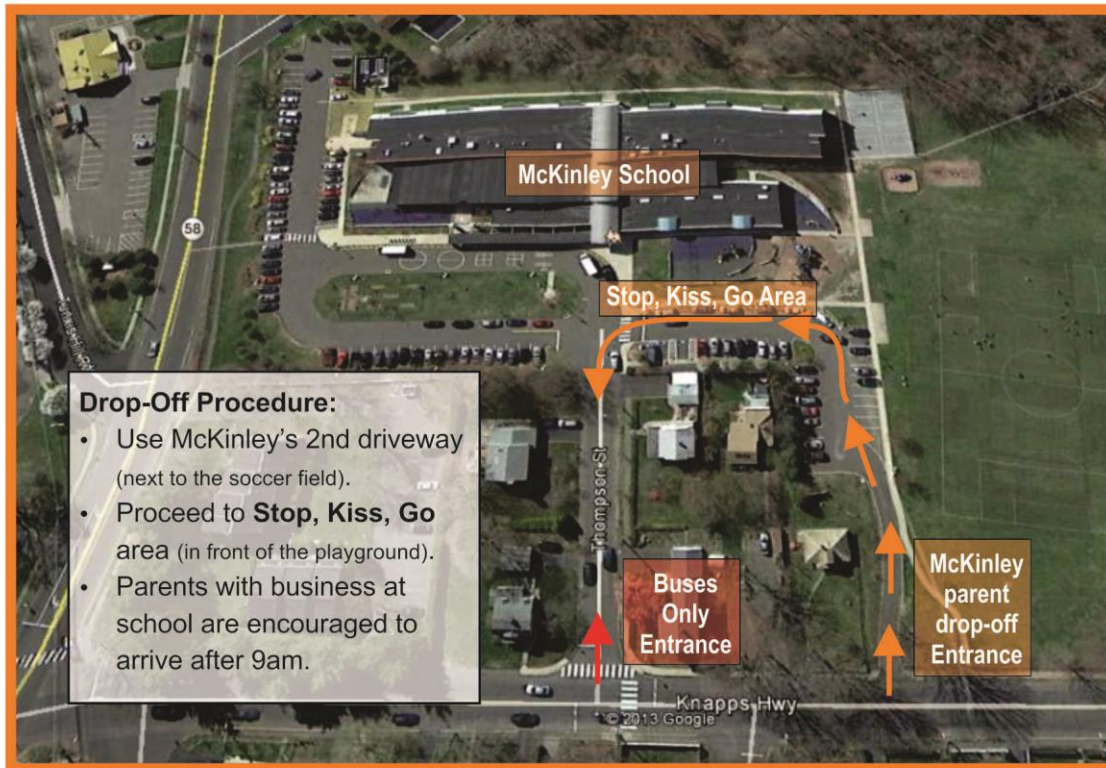 McKinley School
58
Stop, Kiss, Go Area
Drop-Off Procedure:
• Use McKinley's 2nd driveway
(next to the soccer field).
• Proceed to Stop, Kiss, Go
area (in front of the playground).
• Parents with business at
school are encouraged to
arrive after 9am.
Thompson St
Buses
Only
Entrance
McKinley
parent
drop-off
Entrance
Knapps Hwy
© 2013 Google